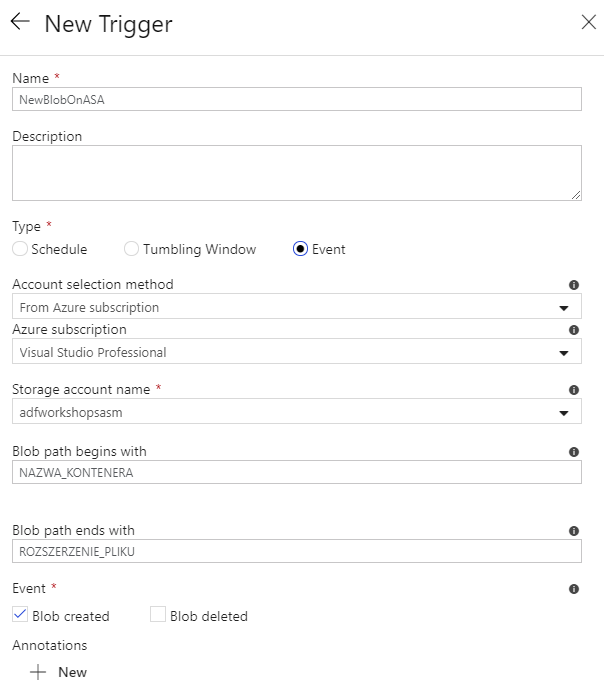 New Trigger
Name *
NewBlobOnASA
Description
Type *
Schedule Tumbling Window Event
Account selection method
From Azure subscription
Azure subscription
Visual Studio Professional
Storage account name *
adfworkshopsasm
Blob path begins with
NAZWA_KONTENERA
Blob path ends with
ROZSZERZENIE_PLIKU
Event *
Blob created Blob deleted
Annotations
New